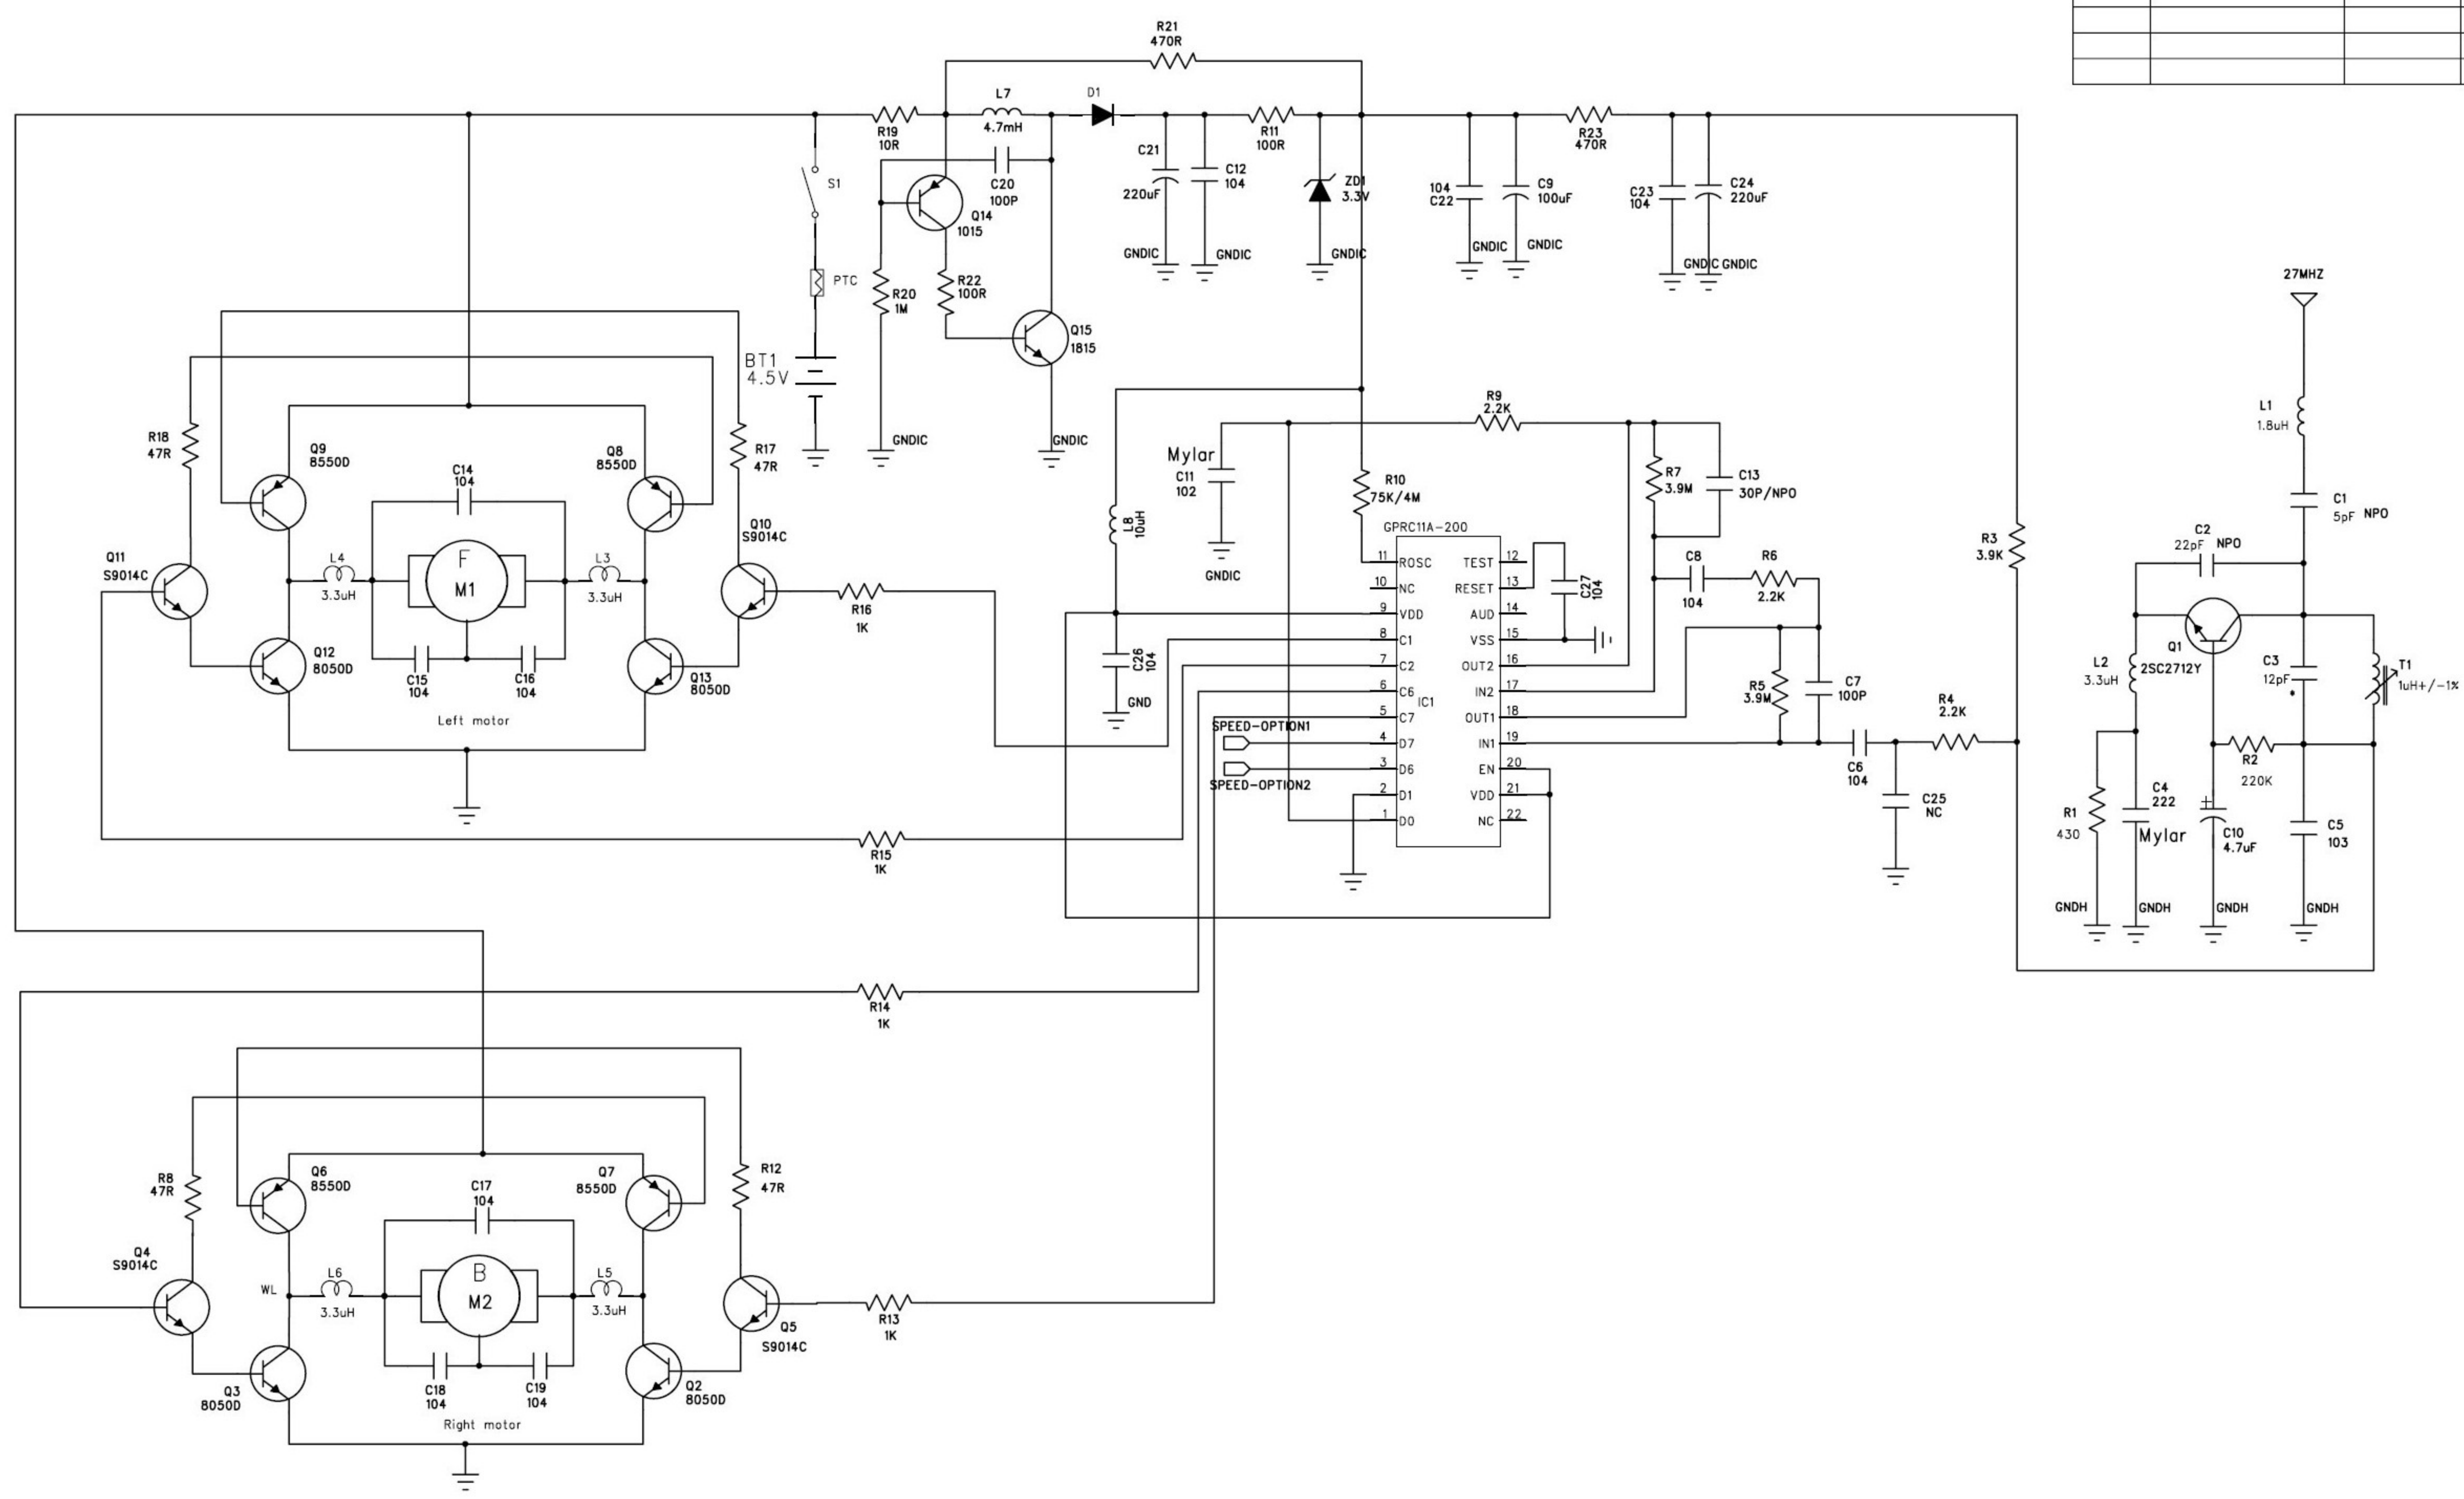 R21
470R
R19
10R
L7
4.7mH
D1
C21
220uF
C12
104
R11
100R
ZD1
3.3V
104
C22
C9
100uF
R23
470R
C23
104
C24
220uF
S1
C20
100P
Q14
1015
GNDIC
GNDIC
GNDIC
GNDIC
GNDIC
GNDIC
GNDIC
PTC
R20
1M
R22
100R
Q15
1815
BT1
4.5V
GNDIC
GNDIC
27MHZ
L1
1.8uH
C1
5pF NPO
R18
47R
Q9
8550D
C14
104
Q8
8550D
R17
47R
Q10
S9014C
Q11
S9014C
L4
3.3uH
F
M1
L3
3.3uH
Q12
8050D
C15
104
C16
104
Q13
8050D
Left motor
R16
1K
R15
1K
Mylar
C11
102
GNDIC
L8
10uH
C26
104
GND
R9
2.2K
R10
75K/4M
R7
3.9M
C13
30P/NPO
GPRC11A-200
IC1
11 ROSC
10 NC
9 VDD
8 C1
7 C2
6 C6
5 C7
4 D7
3 D6
2 D1
1 D0
TEST 12
RESET 13
AUD 14
VSS 15
OUT2 16
IN2 17
OUT1 18
IN1 19
EN 20
VDD 21
NC 22
SPEED-OPTION1
SPEED-OPTION2
C27
104
C8
104
R6
2.2K
R5
3.9M
C7
100P
C6
104
R4
2.2K
C25
NC
R3
3.9K
C2
22pF NPO
Q1
2SC2712Y
L2
3.3uH
C3
12pF
T1
1uH+/-1%
R2
220K
R1
430
C4
222
Mylar
C10
4.7uF
C5
103
GNDH
GNDH
GNDH
GNDH
R14
1K
R8
47R
Q6
8550D
C17
104
Q7
8550D
R12
47R
Q4
S9014C
WL
L6
3.3uH
B
M2
L5
3.3uH
Q5
S9014C
R13
1K
Q3
8050D
C18
104
C19
104
Q2
8050D
Right motor